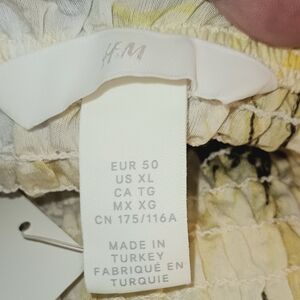 H&M
EUR 50
US XL
CA TG
MX XG
CN 175/116A
MADE IN
TURKEY
FABRIQUÉ EN
TURQUIE